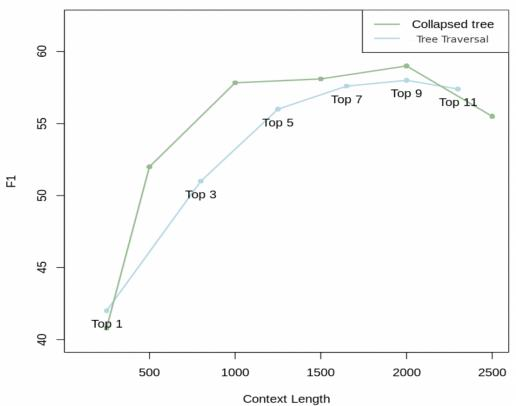 Collapsed tree
Tree Traversal
60
55
50
45
40
F1
Top 1
Top 3
Top 5
Top 7
Top 9
Top 11
500
1000
1500
2000
2500
Context Length